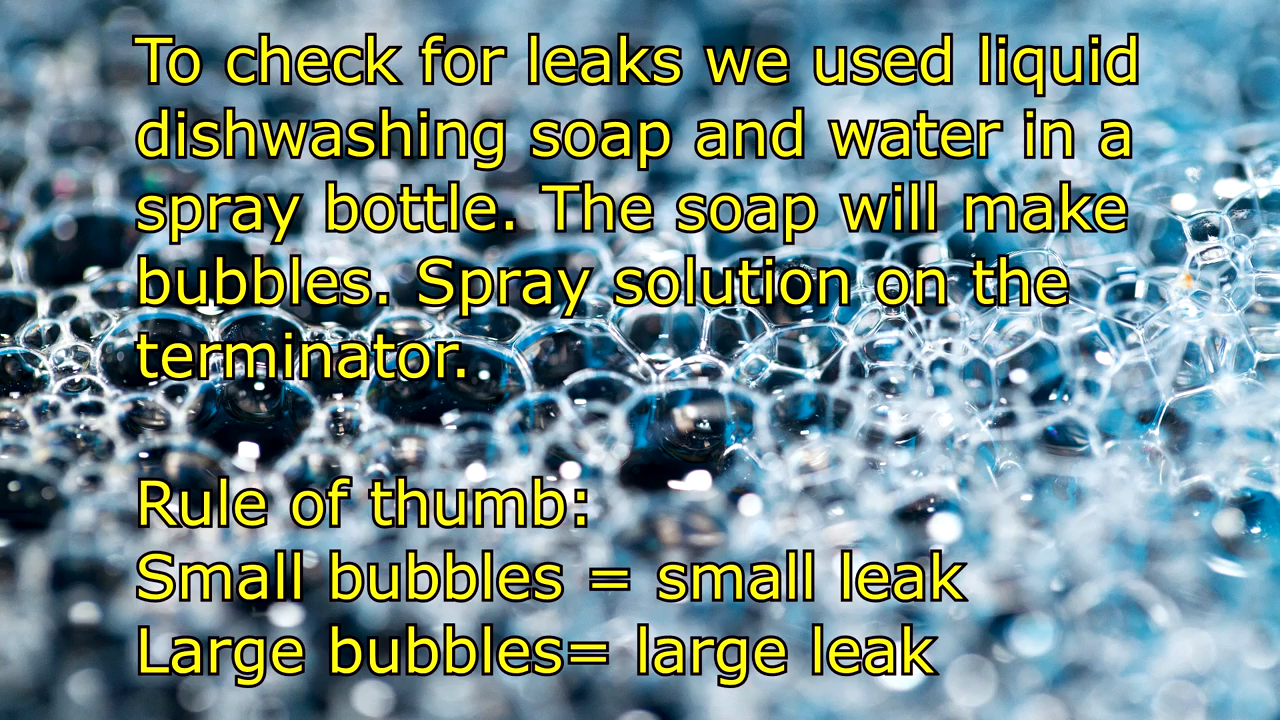 To check for leaks we used liquid
dishwashing soap and water in a
spray bottle. The soap will make
bubbles. Spray solution on the
terminator.
Rule of thumb:
Small bubbles = small leak
Large bubbles= large leak